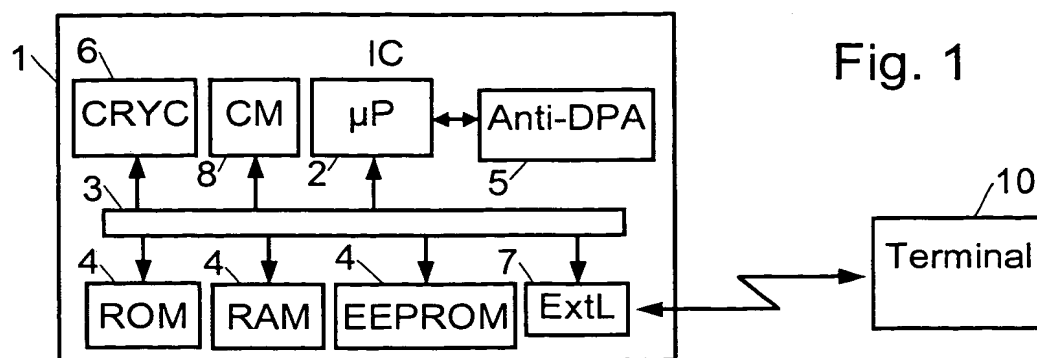 1
6
IC
Fig. 1
CRYC
CM
µP
Anti-DPA
8
2
5
3
10
Terminal
4
4
4
7
ROM
RAM
EEPROM
ExtL